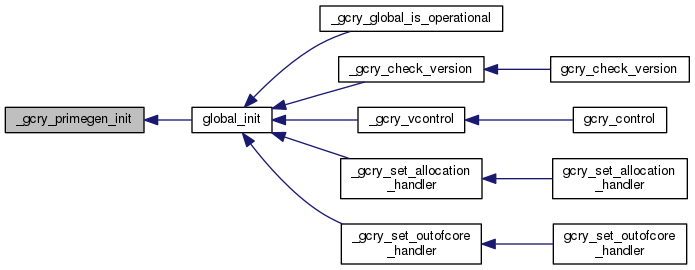 _gcry_global_is_operational
_gcry_check_version
gcry_check_version
_gcry_primegen_init
global_init
_gcry_vcontrol
gcry_control
_gcry_set_allocation
_handler
gcry_set_allocation
_handler
_gcry_set_outofcore
_handler
gcry_set_outofcore
_handler